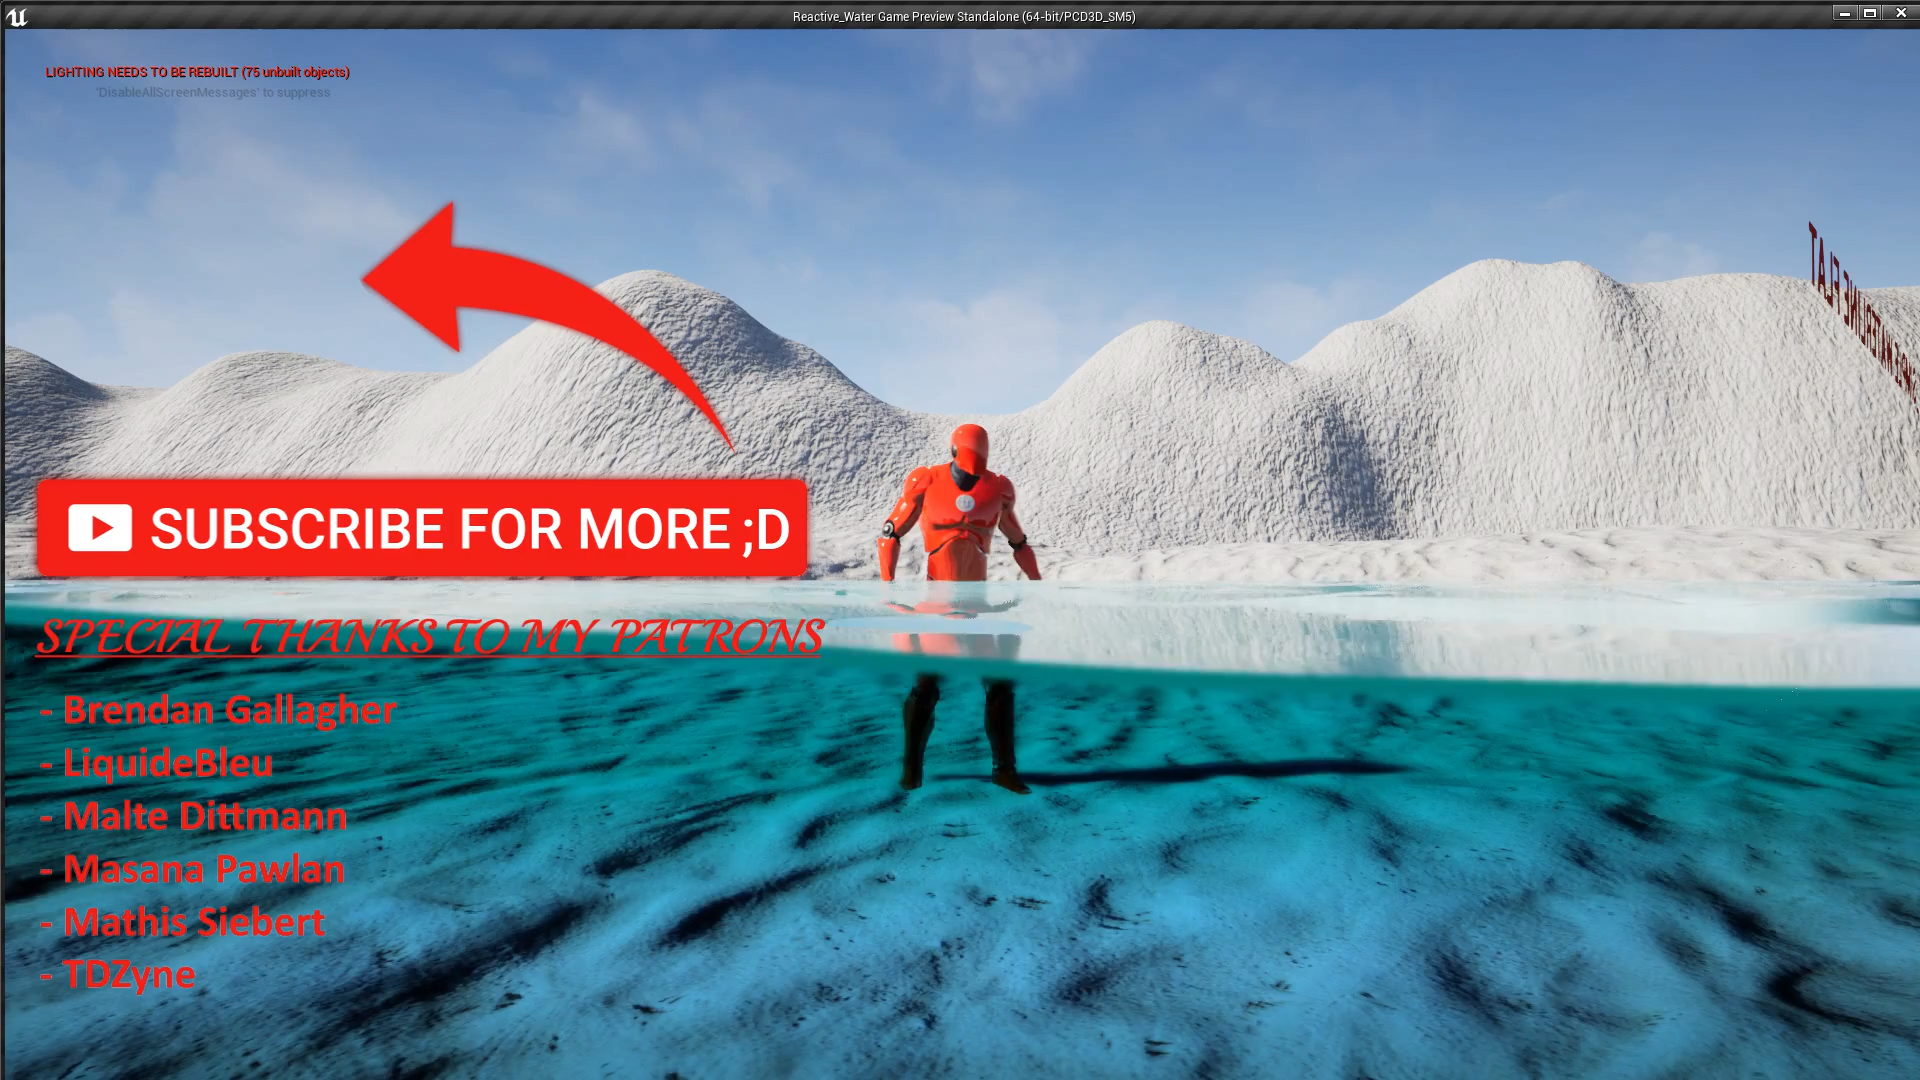 Reactive_Water Game Preview Standalone (64-bit/PCD3D_SM5)
LIGHTING NEEDS TO BE REBUILT (75 unbuilt objects)
'DisableAllScreenMessages' to suppress
SUBSCRIBE FOR MORE ;D
SPECIAL THANKS TO MY PATRONS
- Brendan Gallagher
- LiquideBleu
- Malte Dittmann
- Masana Pawlan
- Mathis Siebert
- TDZyne